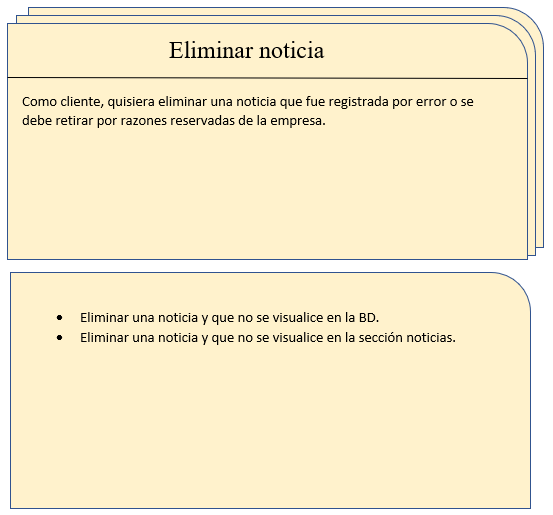 Eliminar noticia
Como cliente, quisiera eliminar una noticia que fue registrada por error o se
debe retirar por razones reservadas de la empresa.
• Eliminar una noticia y que no se visualice en la BD.
• Eliminar una noticia y que no se visualice en la sección noticias.